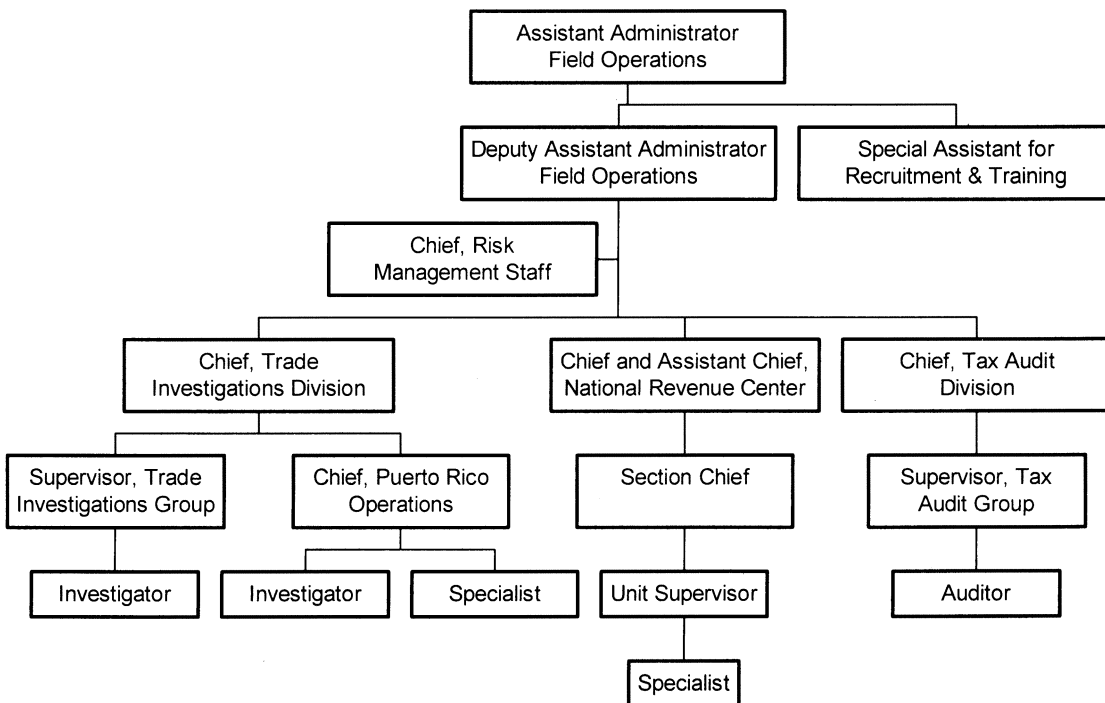 Assistant Administrator
Field Operations
Deputy Assistant Administrator
Field Operations
Special Assistant for
Recruitment & Training
Chief, Risk
Management Staff
Chief, Trade
Investigations Division
Chief and Assistant Chief,
National Revenue Center
Chief, Tax Audit
Division
Supervisor, Trade
Investigations Group
Chief, Puerto Rico
Operations
Section Chief
Supervisor, Tax
Audit Group
Investigator
Investigator
Specialist
Unit Supervisor
Auditor
Specialist